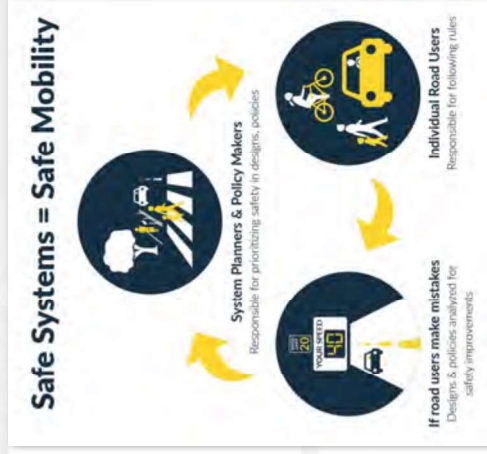 Safe Systems = Safe Mobility
System Planners & Policy Makers
Responsible for prioritizing safety in designs, policies
Individual Road Users
Responsible for following rules
If road users make mistakes
Designs & policies analyzed for
safety improvements
20
YOUR SPEED
40